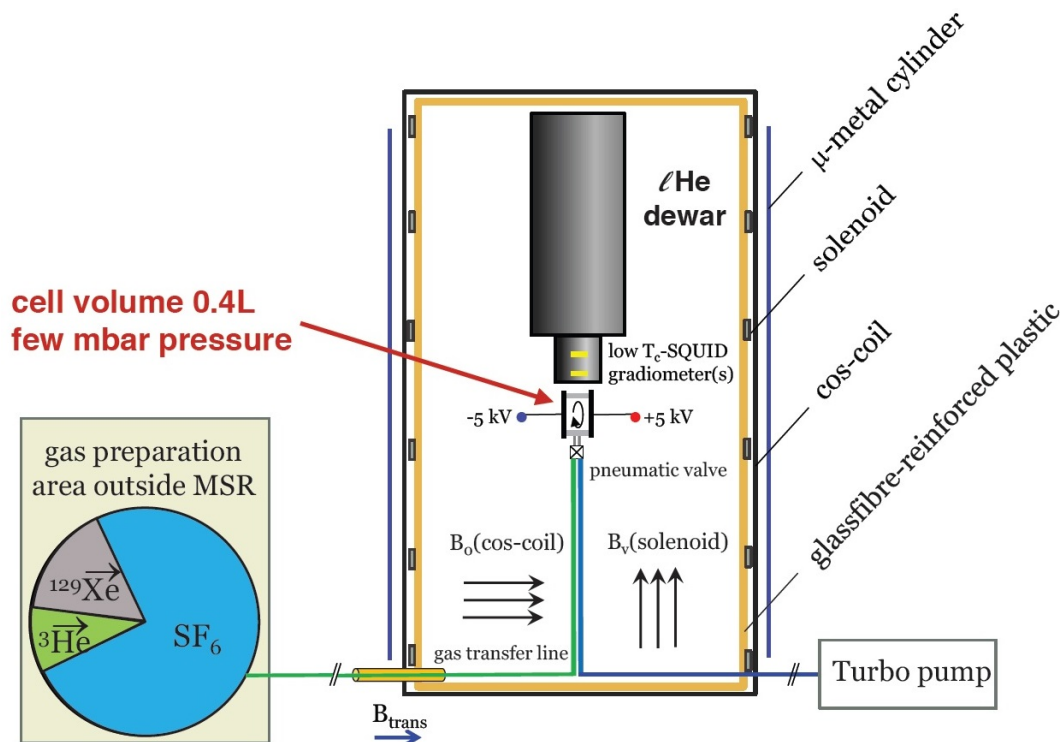 ℓHe
dewar
μ-metal cylinder
solenoid
cos-coil
glassfibre-reinforced plastic
cell volume 0.4L
few mbar pressure
low Tc-SQUID
gradiometer(s)
-5 kV
+5 kV
pneumatic valve
gas preparation
area outside MSR
129Xe
3He
SF6
B0(cos-coil)
Bv(solenoid)
gas transfer line
Btrans
Turbo pump